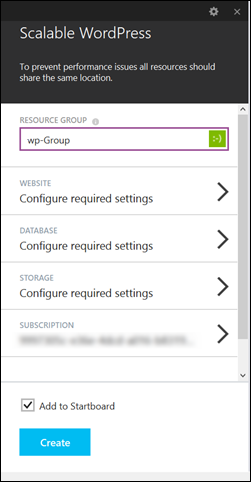 Scalable WordPress
To prevent performance issues all resources should
share the same location.
RESOURCE GROUP
wp-Group
:-)
WEBSITE
Configure required settings
DATABASE
Configure required settings
STORAGE
Configure required settings
SUBSCRIPTION
Add to Startboard
Create